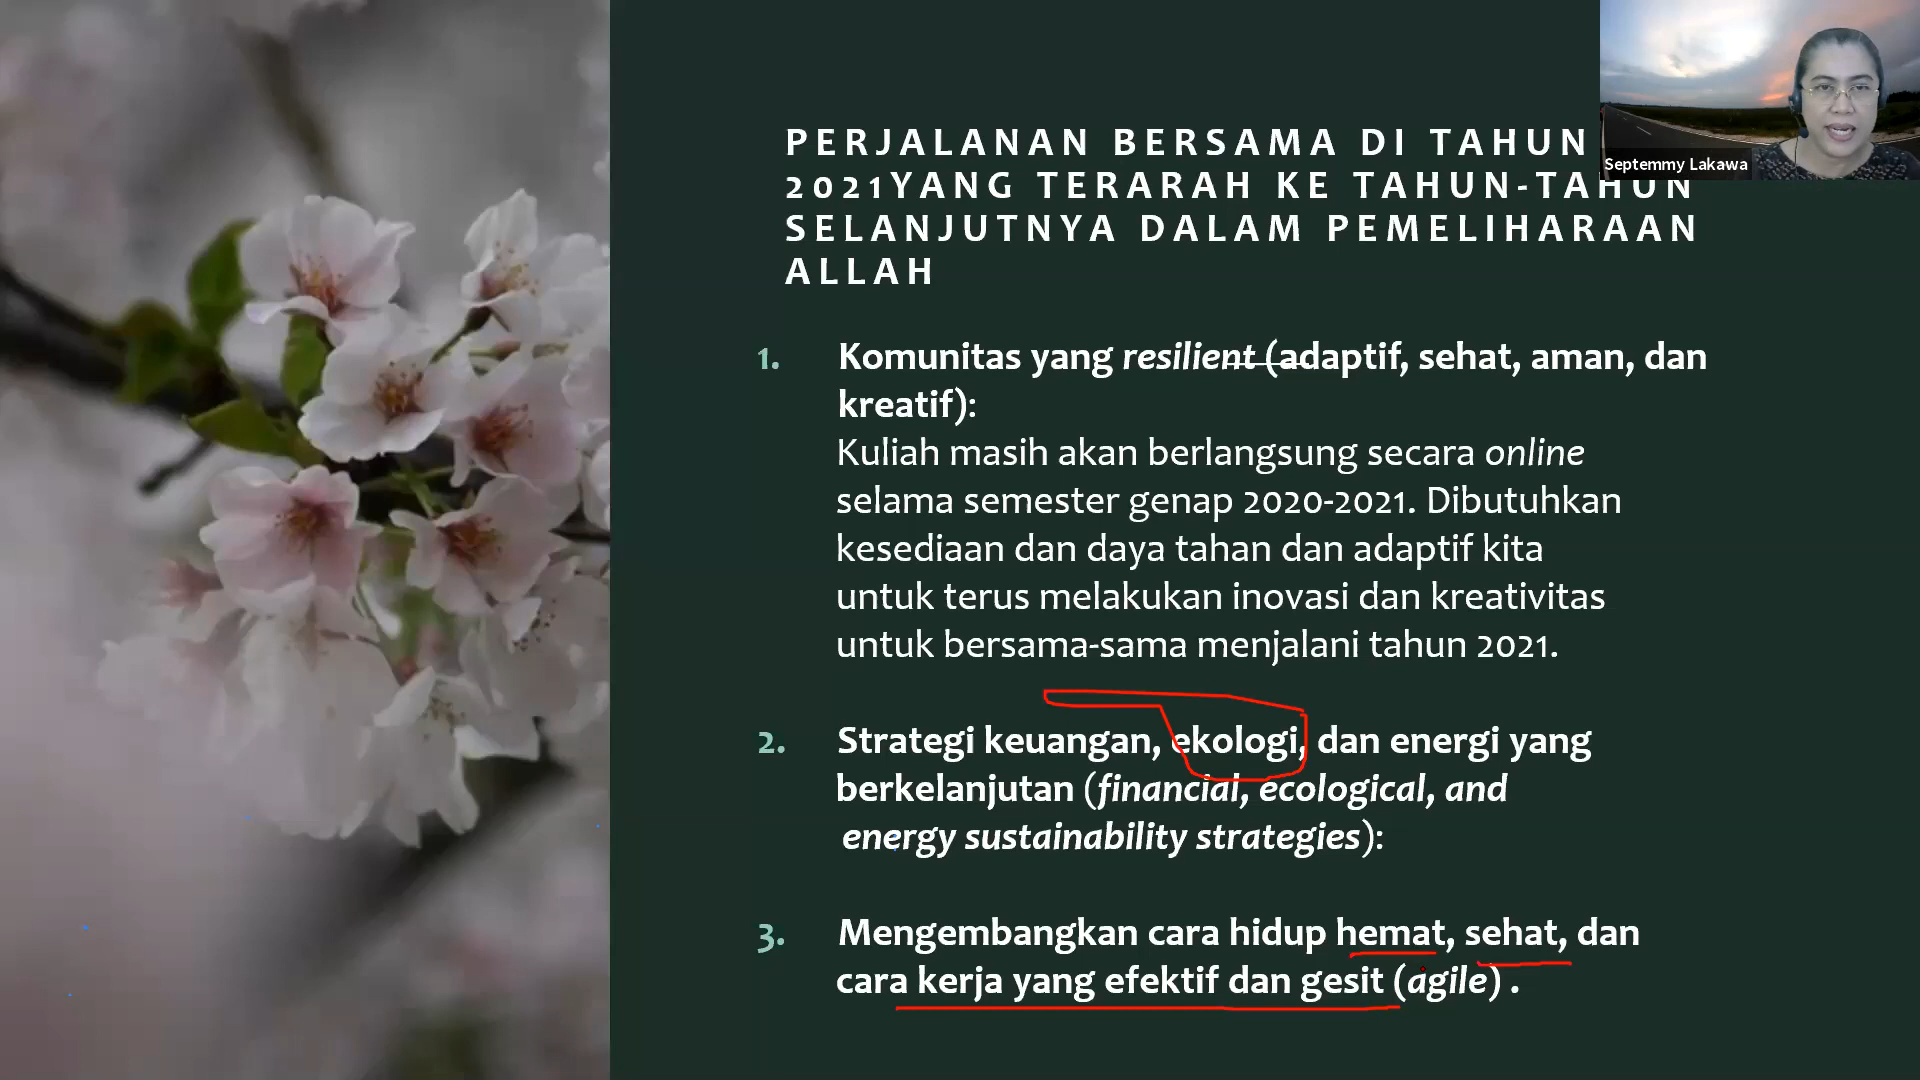 PERJALANAN BERSAMA DI TAHUN
2021YANG TERARAH KE TAHUN-TAHUN
SELANJUTNYA DALAM PEMELIHARAAN
ALLAH
Septemmy Lakawa
1. Komunitas yang resilient (adaptif, sehat, aman, dan
kreatif):
Kuliah masih akan berlangsung secara online
selama semester genap 2020-2021. Dibutuhkan
kesediaan dan daya tahan dan adaptif kita
untuk terus melakukan inovasi dan kreativitas
untuk bersama-sama menjalani tahun 2021.
2. Strategi keuangan, ekologi, dan energi yang
berkelanjutan (financial, ecological, and
energy sustainability strategies):
3. Mengembangkan cara hidup hemat, sehat, dan
cara kerja yang efektif dan gesit (agile) .